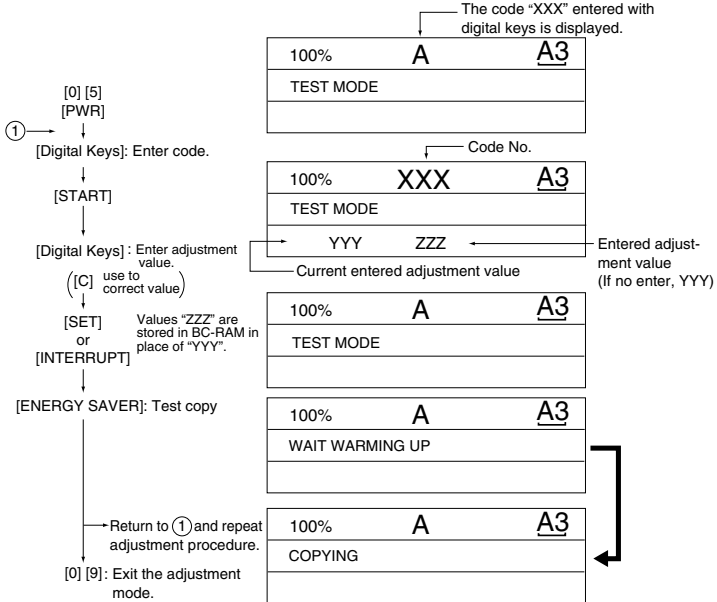 The code “XXX” entered with
digital keys is displayed.
100% A A3
TEST MODE
[0] [5]
[PWR]
1
[Digital Keys]: Enter code.
[START]
Code No.
100% XXX A3
TEST MODE
YYY ZZZ
[Digital Keys] : Enter adjustment
value.
([C] use to
correct value)
Current entered adjustment value
Entered adjust-
ment value
(If no enter, YYY)
[SET]
or
[INTERRUPT]
Values “ZZZ” are
stored in BC-RAM in
place of “YYY”.
100% A A3
TEST MODE
[ENERGY SAVER]: Test copy
100% A A3
WAIT WARMING UP
Return to 1 and repeat
adjustment procedure.
100% A A3
COPYING
[0] [9] : Exit the adjustment
mode.